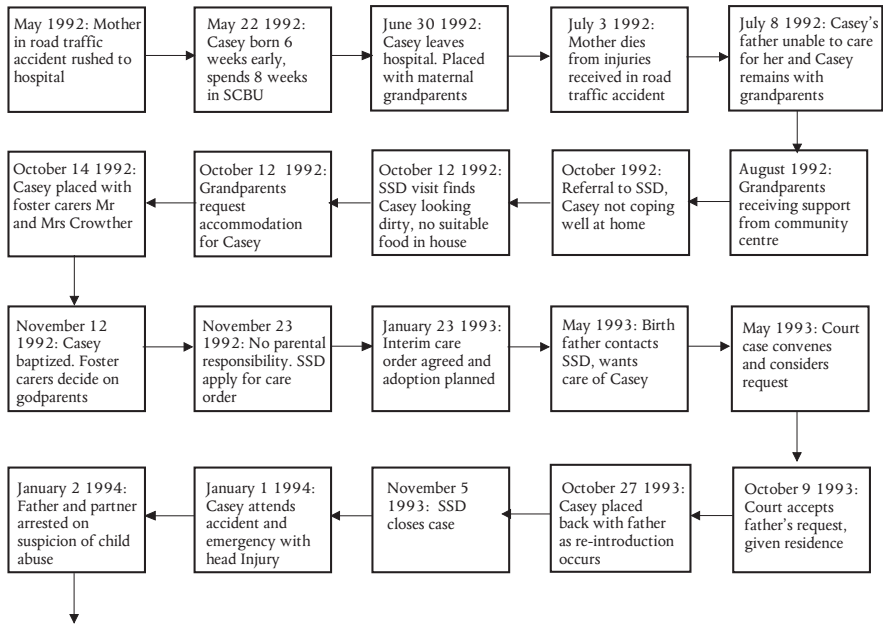 May 1992: Mother
in road traffic
accident rushed to
hospital
May 22 1992:
Casey born 6
weeks early,
spends 8 weeks
in SCBU
June 30 1992:
Casey leaves
hospital. Placed
with maternal
grandparents
July 3 1992:
Mother dies
from injuries
received in road
traffic accident
July 8 1992: Casey's
father unable to care
for her and Casey
remains with
grandparents
August 1992:
Grandparents
receiving support
from community
centre
October 1992:
Referral to SSD,
Casey not coping
well at home
October 12 1992:
SSD visit finds
Casey looking
dirty, no suitable
food in house
October 12 1992:
Grandparents
request
accommodation
for Casey
October 14 1992:
Casey placed with
foster carers Mr
and Mrs Crowther
November 12
1992: Casey
baptized. Foster
carers decide on
godparents
November 23
1992: No parental
responsibility. SSD
apply for care
order
January 23 1993:
Interim care
order agreed and
adoption planned
May 1993: Birth
father contacts
SSD, wants
care of Casey
May 1993: Court
case convenes
and considers
request
October 9 1993:
Court accepts
father's request,
given residence
October 27 1993:
Casey placed
back with father
as re-introduction
occurs
November 5
1993: SSD
closes case
January 1 1994:
Casey attends
accident and
emergency with
head Injury
January 2 1994:
Father and partner
arrested on
suspicion of child
abuse